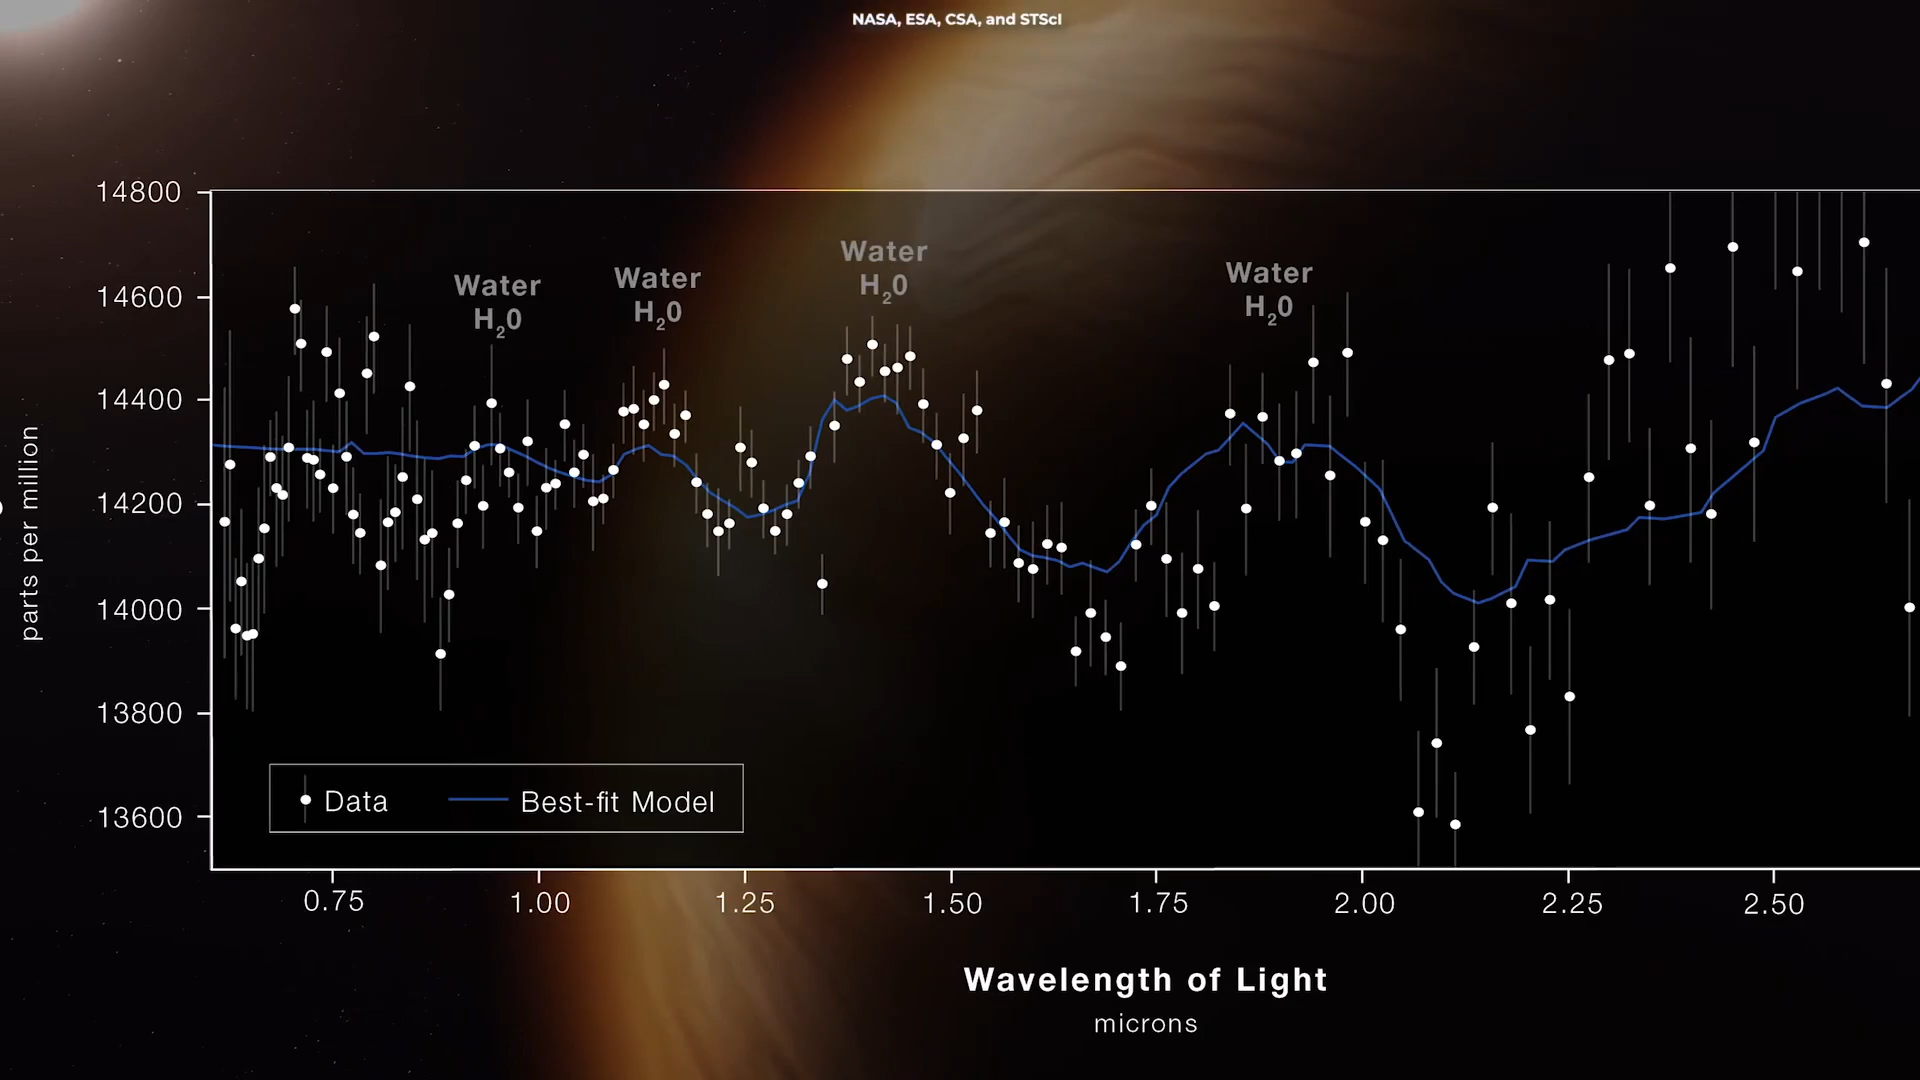 NASA, ESA, CSA, and STScI
14800
14600
14400
14200
14000
13800
13600
parts per million
Water
H₂0
Water
H₂0
Water
H₂0
Water
H₂0
Data
Best-fit Model
0.75 1.00 1.25 1.50 1.75 2.00 2.25 2.50
Wavelength of Light
microns